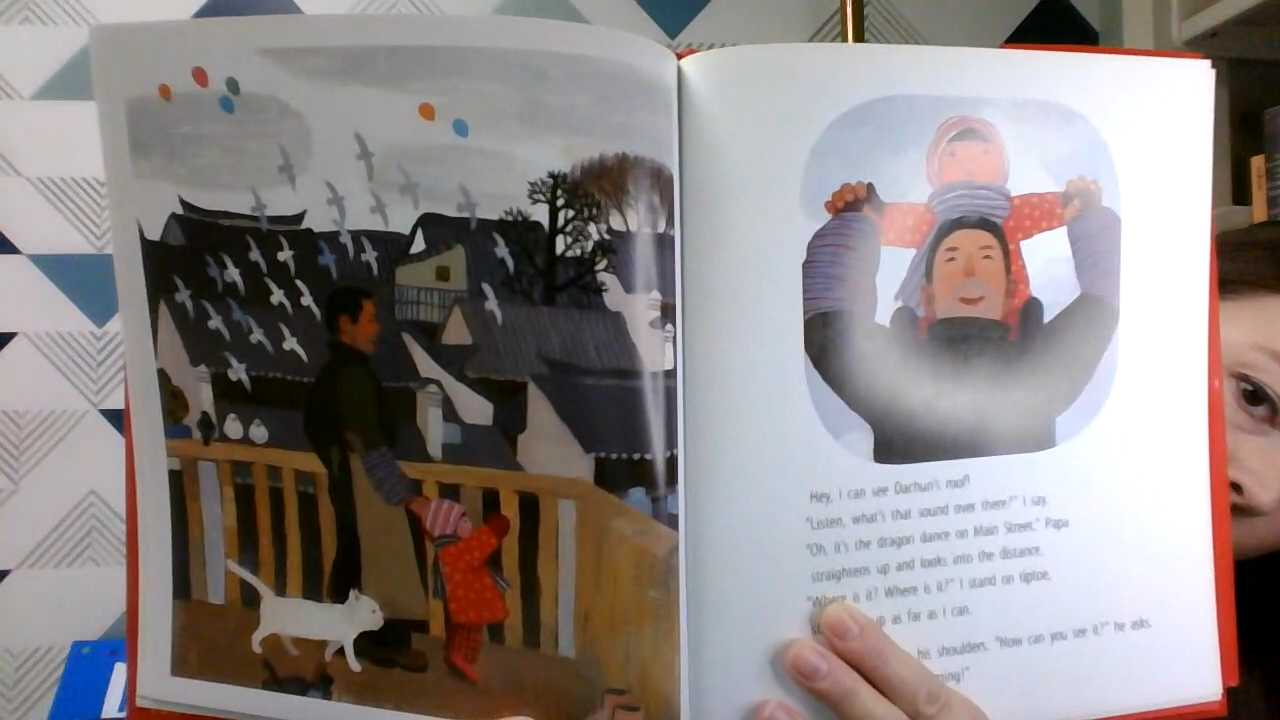 Hey, I can see Dachun's roof!
"Listen, what's that sound over there?" I say.
"Oh, it's the dragon dance on Main Street." Papa
straightens up and looks into the distance.
"Where is it? Where is it?" I stand on tiptoe,
up as far as I can.
his shoulders. "Now can you see it?" he asks.